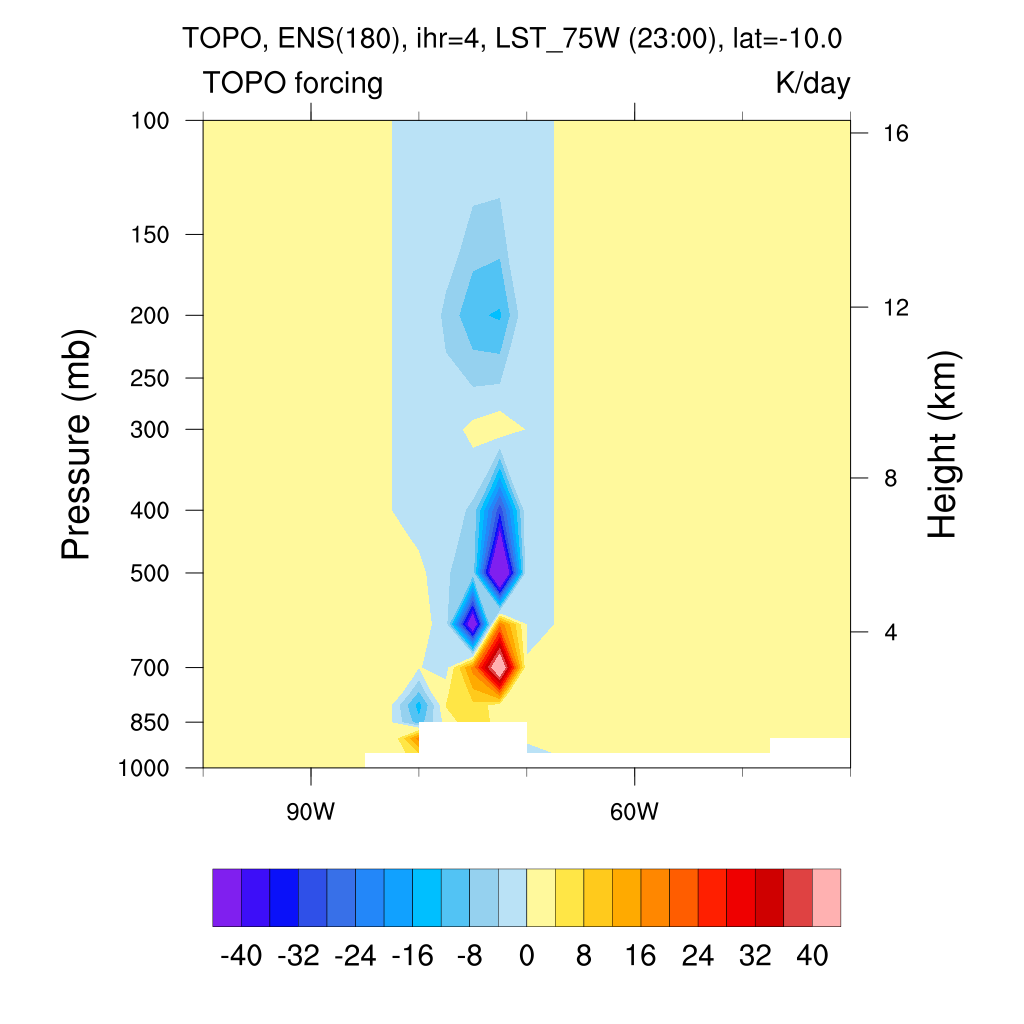 TOPO, ENS(180), ihr=4, LST_75W (23:00), lat=-10.0
TOPO forcing K/day
100
150
200
250
300
400
500
700
850
1000
Pressure (mb)
16
12
8
4
Height (km)
90W 60W
-40 -32 -24 -16 -8 0 8 16 24 32 40